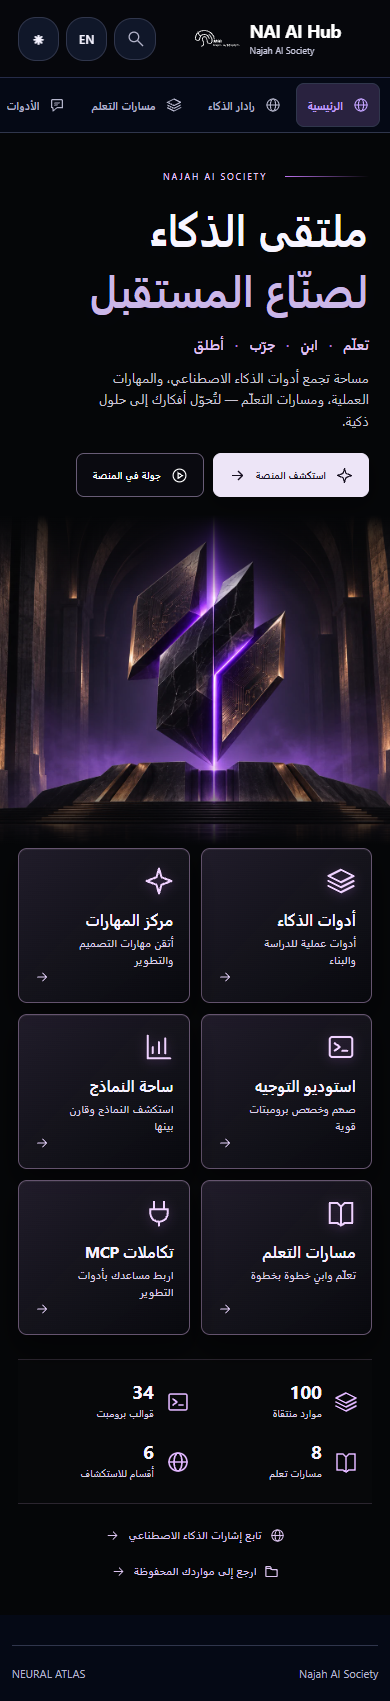 NAI AI Hub
Najah AI Society
EN
الرئيسية
رادار الذكاء
مسارات التعلم
الأدوات
NAJAH AI SOCIETY
ملتقى الذكاء
لصنّاع المستقبل
تعلّم · ابنِ · جرّب · أطلق
مساحة تجمع أدوات الذكاء الاصطناعي، والمهارات
العملية، ومسارات التعلّم — لتُحوّل أفكارك إلى حلول
ذكية.
استكشف المنصة
جولة في المنصة
أدوات الذكاء
أدوات عملية للدراسة
والبناء
مركز المهارات
أتقن مهارات التصميم
والتطوير
استوديو التوجيه
صمم وخصّص برومبتات
قوية
ساحة النماذج
استكشف النماذج وقارن
بينها
مسارات التعلم
تعلّم وابنِ خطوة بخطوة
تكاملات MCP
اربط مساعدك بأدوات
التطوير
100
موارد منتقاة
34
قوالب برومبت
8
مسارات تعلم
6
أقسام للاستكشاف
تابع إشارات الذكاء الاصطناعي
ارجع إلى مواردك المحفوظة
Najah AI Society
NEURAL ATLAS